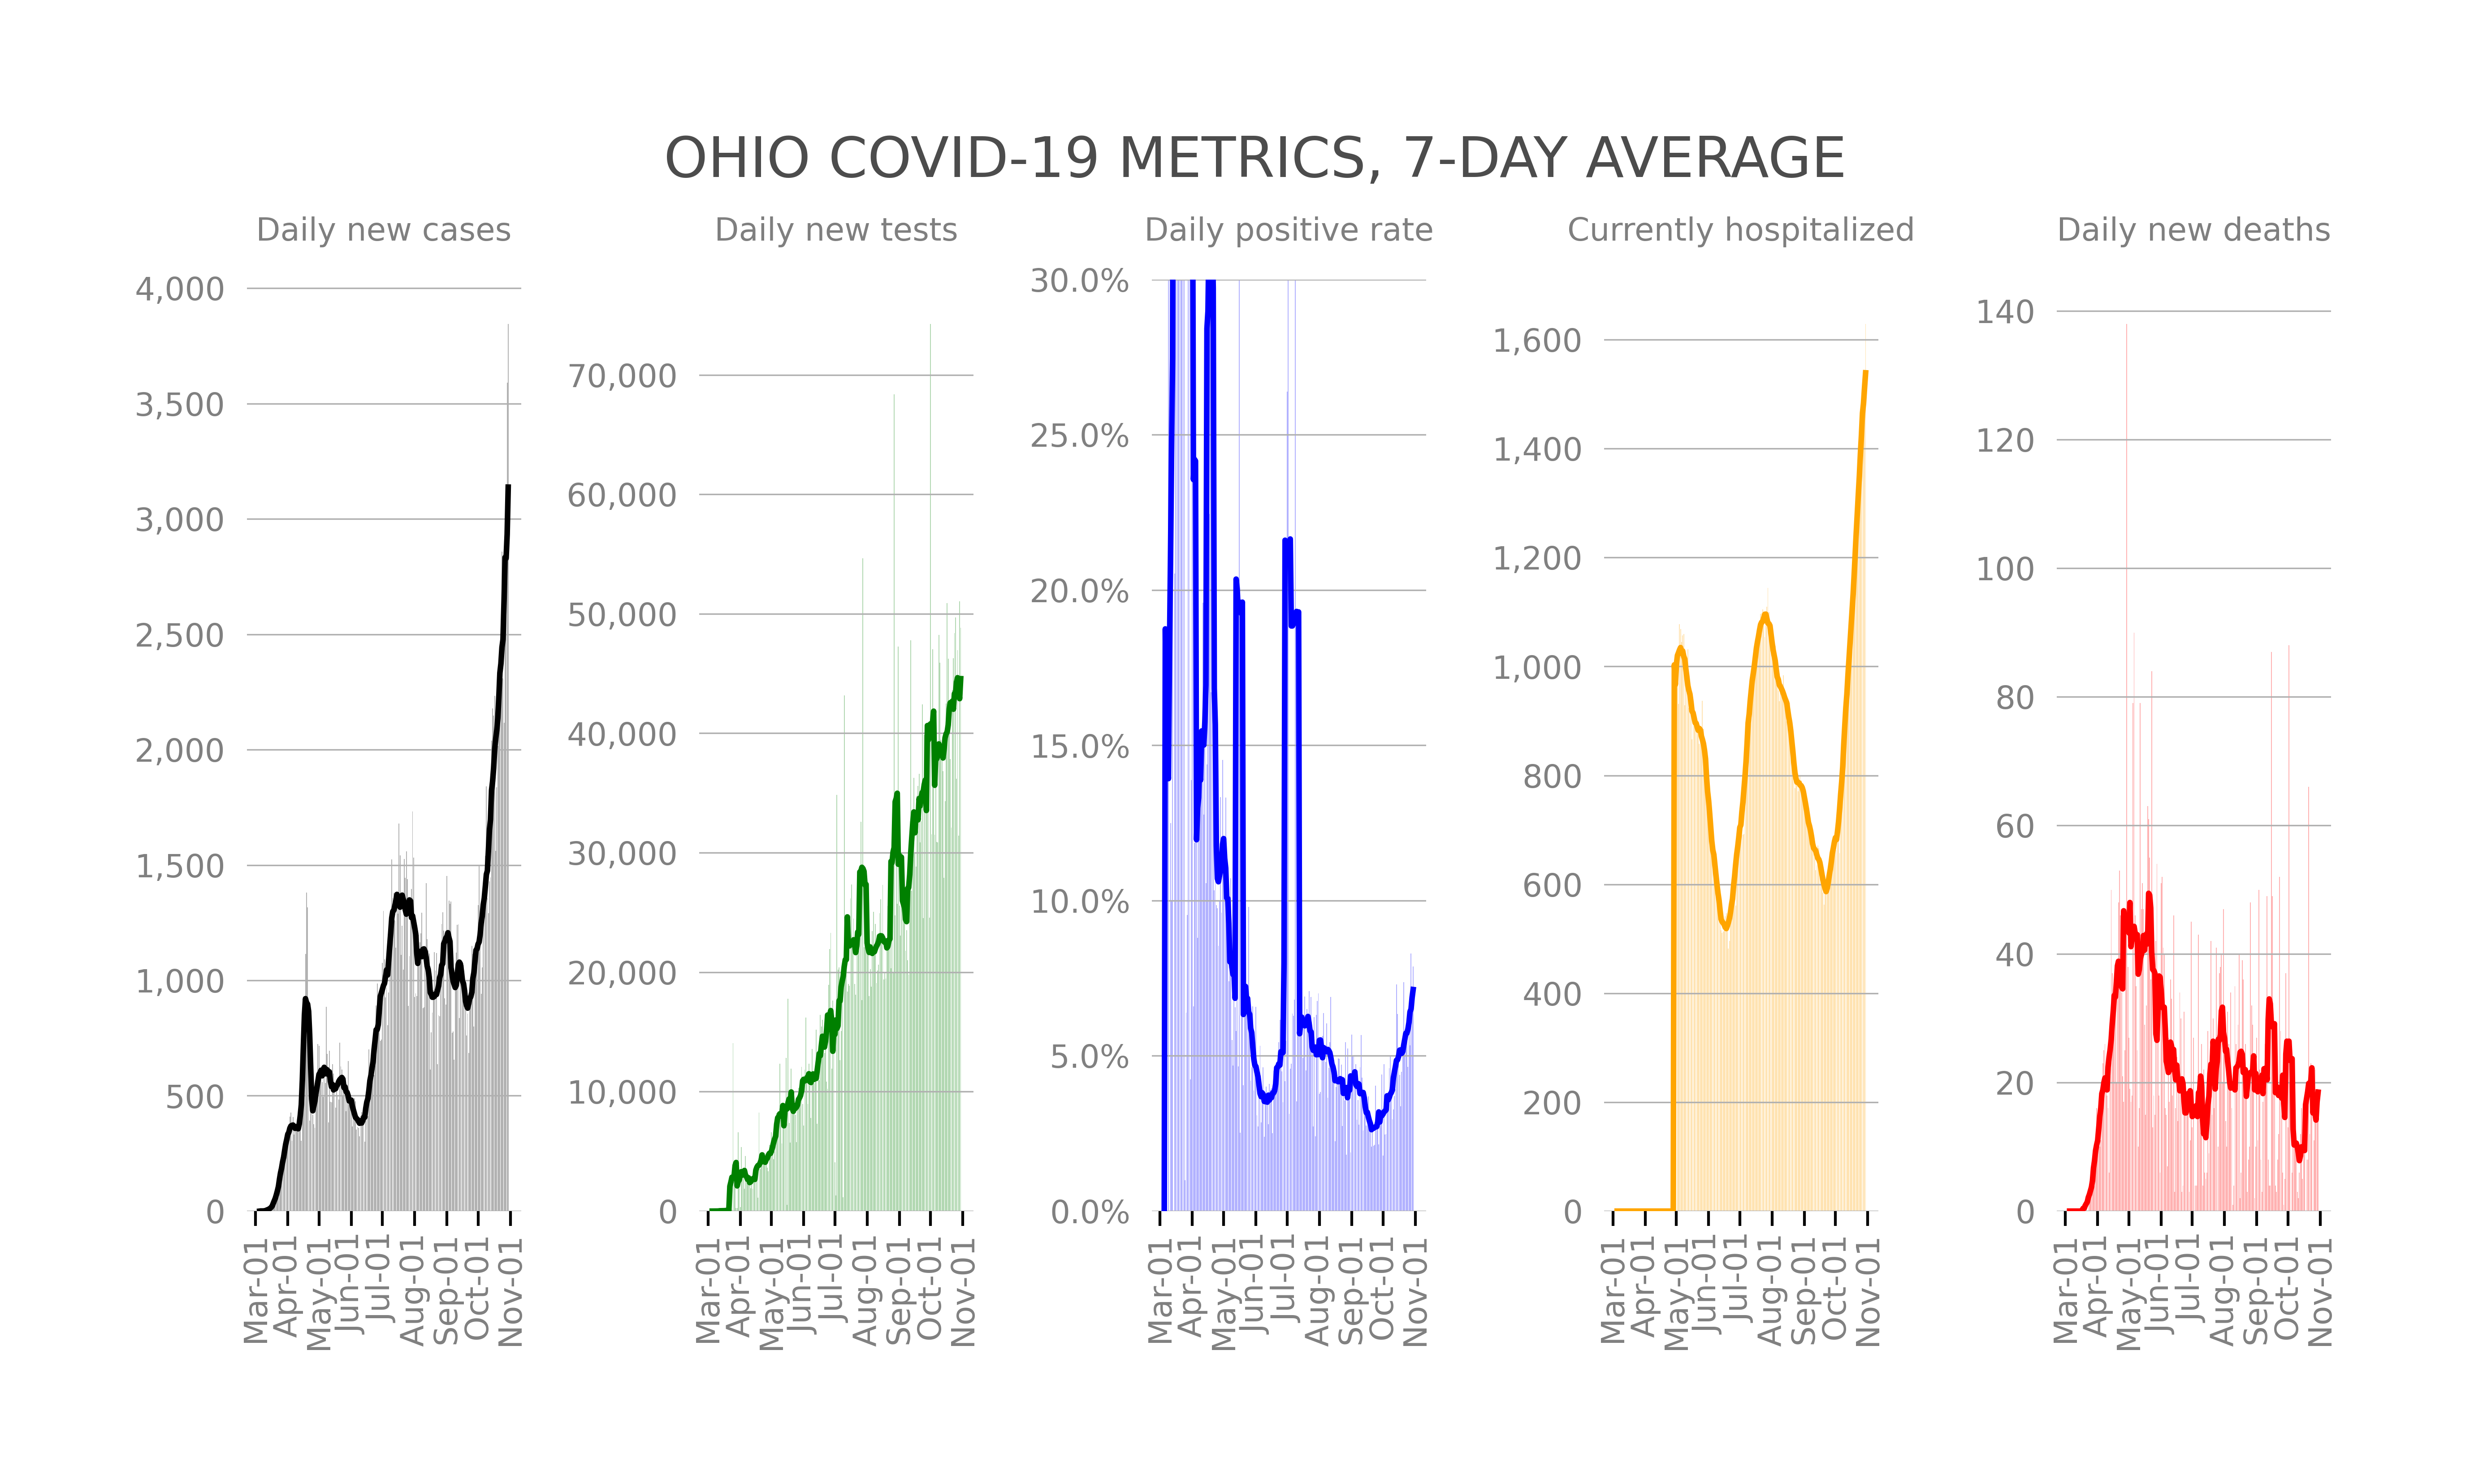 OHIO COVID-19 METRICS, 7-DAY AVERAGE
Daily new cases
4,000
3,500
3,000
2,500
2,000
1,500
1,000
500
0
Mar-01
Apr-01
May-01
Jun-01
Jul-01
Aug-01
Sep-01
Oct-01
Nov-01
Daily new tests
70,000
60,000
50,000
40,000
30,000
20,000
10,000
0
Mar-01
Apr-01
May-01
Jun-01
Jul-01
Aug-01
Sep-01
Oct-01
Nov-01
Daily positive rate
30.0%
25.0%
20.0%
15.0%
10.0%
5.0%
0.0%
Mar-01
Apr-01
May-01
Jun-01
Jul-01
Aug-01
Sep-01
Oct-01
Nov-01
Currently hospitalized
1,600
1,400
1,200
1,000
800
600
400
200
0
Mar-01
Apr-01
May-01
Jun-01
Jul-01
Aug-01
Sep-01
Oct-01
Nov-01
Daily new deaths
140
120
100
80
60
40
20
0
Mar-01
Apr-01
May-01
Jun-01
Jul-01
Aug-01
Sep-01
Oct-01
Nov-01